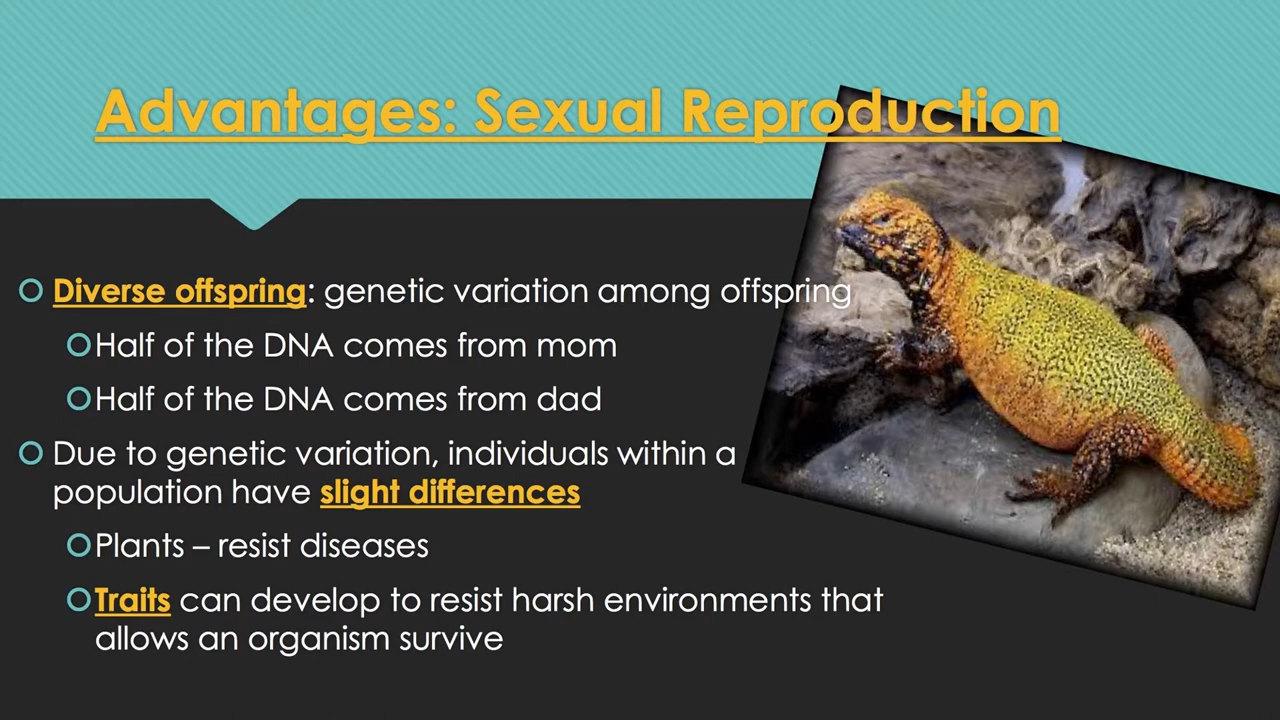 Advantages: Sexual Reproduction
Diverse offspring: genetic variation among offspring
Half of the DNA comes from mom
Half of the DNA comes from dad
Due to genetic variation, individuals within a
population have slight differences
Plants – resist diseases
Traits can develop to resist harsh environments that
allows an organism survive